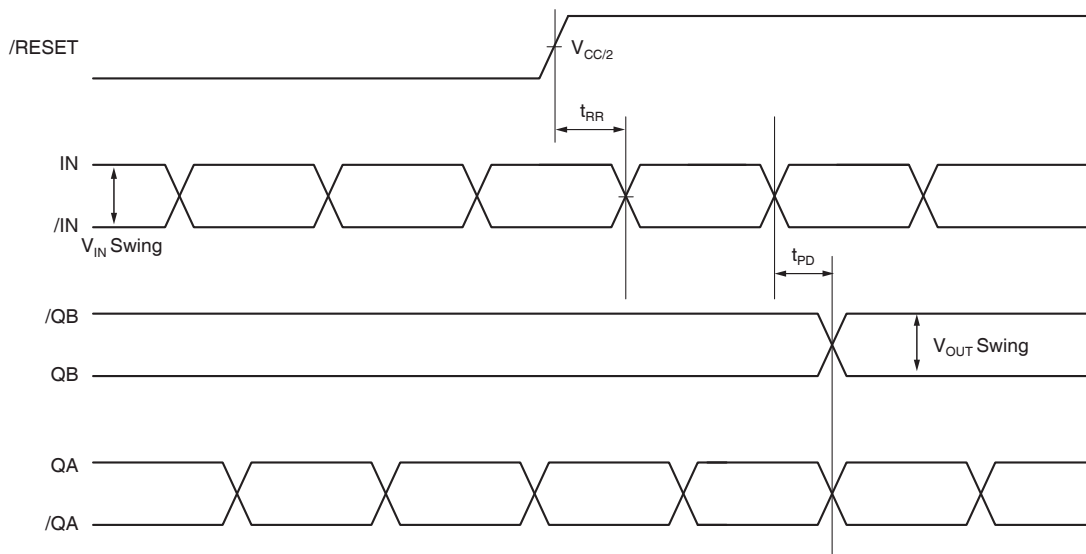 /RESET
VCC/2
tRR
IN
/IN
VIN Swing
tPD
/QB
QB
VOUT Swing
QA
/QA